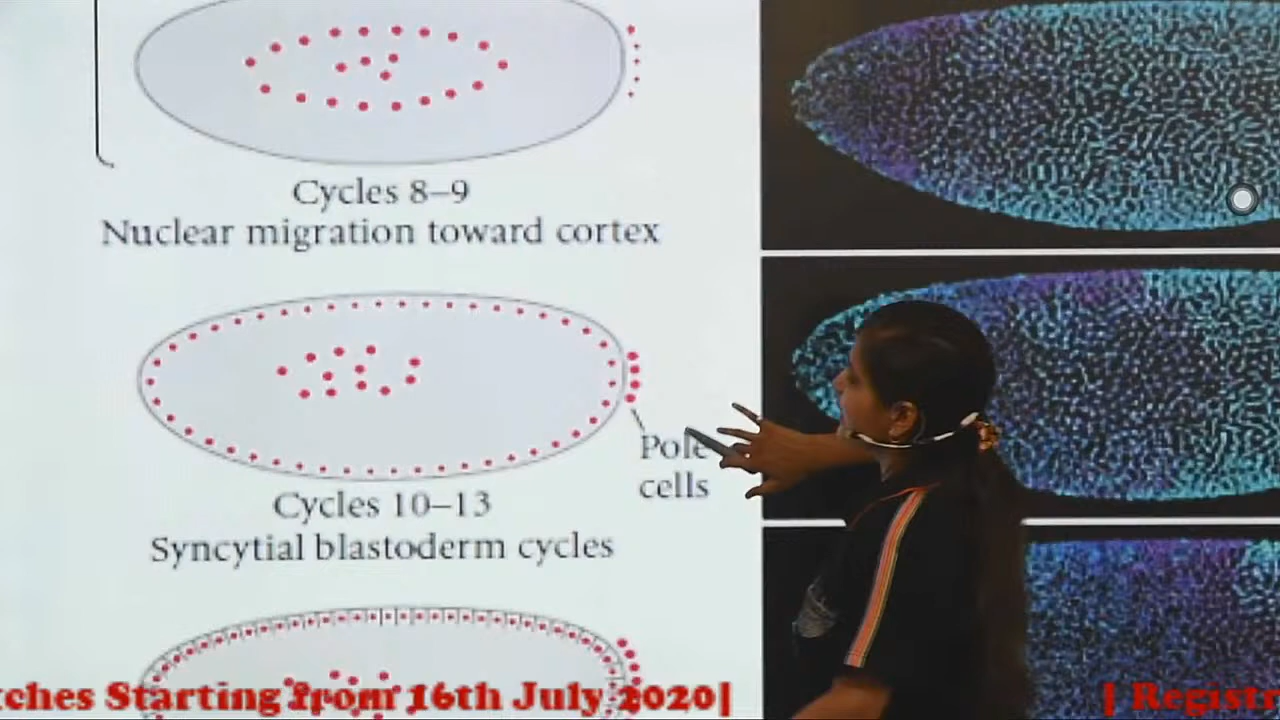 Cycles 8–9
Nuclear migration toward cortex
Pole
cells
Cycles 10–13
Syncytial blastoderm cycles
Starting from 16th July 2020|